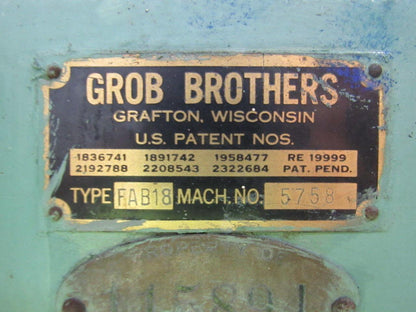 GROB BROTHERS
GRAFTON, WISCONSIN
U.S. PATENT NOS.
1836741 1891742 1958477 RE 19999
2192788 2208543 2322684 PAT. PEND.
TYPE FAB18 MACH. NO. 5758